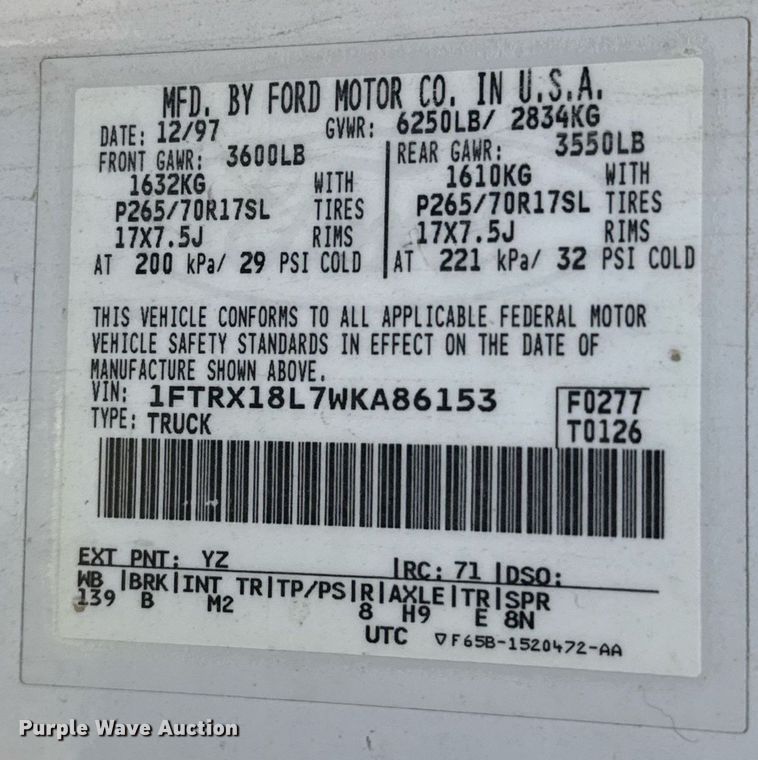 MFD. BY FORD MOTOR CO. IN U.S.A.
DATE: 12/97 GVWR: 6250LB/ 2834KG
FRONT GAWR: 3600LB REAR GAWR: 3550LB
1632KG WITH 1610KG WITH
P265/70R17SL TIRES P265/70R17SL TIRES
17X7.5J RIMS 17X7.5J RIMS
AT 200 kPa/ 29 PSI COLD AT 221 kPa/ 32 PSI COLD
THIS VEHICLE CONFORMS TO ALL APPLICABLE FEDERAL MOTOR
VEHICLE SAFETY STANDARDS IN EFFECT ON THE DATE OF
MANUFACTURE SHOWN ABOVE.
VIN: 1FTRX18L7WKA86153 F0277
TYPE: TRUCK T0126
EXT PNT: YZ RC: 71 DSO:
WB BRK INT TR TP/PS R AXLE TR SPR
139 B M2 8 H9 E 8N
UTC ▽F65B-1520472-AA
Purple Wave Auction